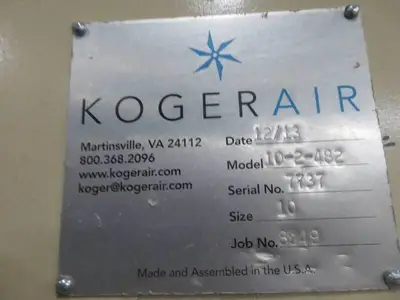 KOGERAIR
Martinsville, VA 24112
800.368.2096
www.kogerair.com
koger@kogerair.com
Date 12/13
Model 10-2-482
Serial No. 7737
Size 10
Job No.
Made and Assembled in the U.S.A.